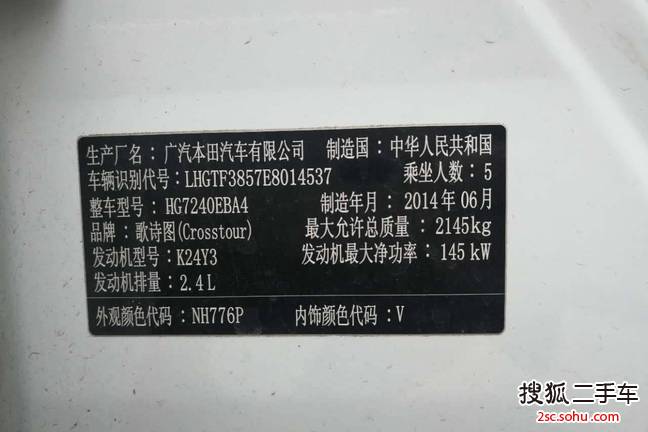 生产厂名：广汽本田汽车有限公司 制造国：中华人民共和国
车辆识别代号：LHGTF3857E8014537 乘坐人数：5
整车型号：HG7240EBA4 制造年月：2014年06月
品牌：歌诗图(Crosstour) 最大允许总质量：2145kg
发动机型号：K24Y3 发动机最大净功率：145kW
发动机排量：2.4L
外观颜色代码：NH776P 内饰颜色代码：V
搜狐二手车
2sc.sohu.com